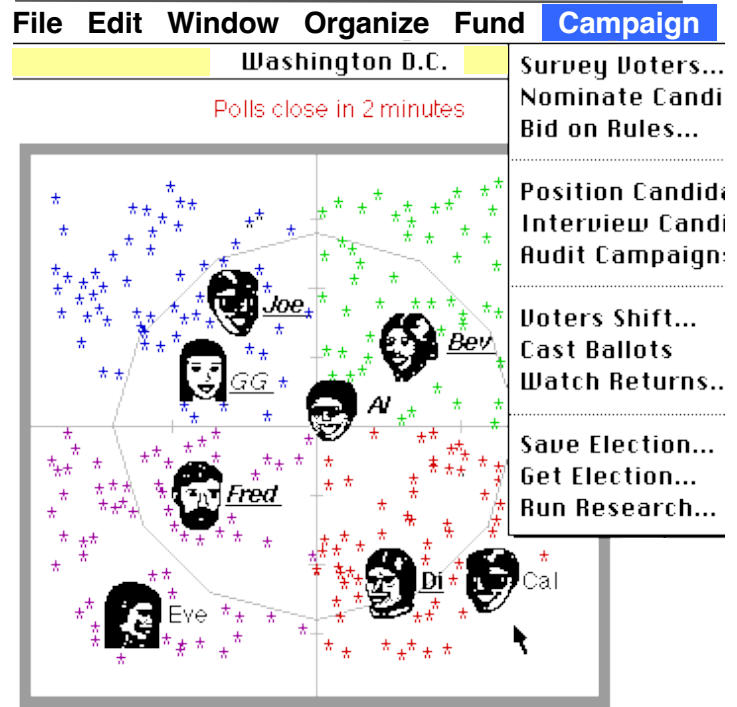 File Edit Window Organize Fund Campaign
Washington D.C.
Polls close in 2 minutes
Survey Voters...
Nominate Candi
Bid on Rules...
Position Candida
Interview Candi
Audit Campaigns
Voters Shift...
Cast Ballots
Watch Returns..
Save Election...
Get Election...
Run Research...
Joe
Bev
GG
Al
Fred
Di
Cal
Eve